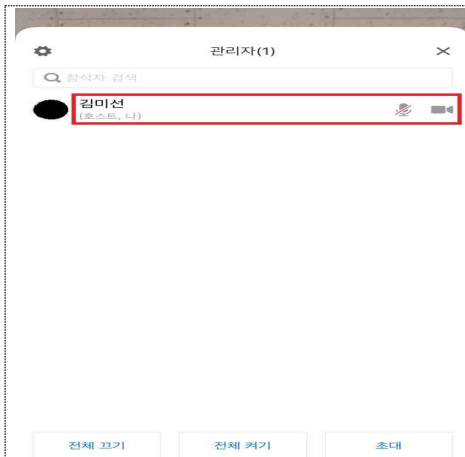 관리자(1)
참석자 검색
김미선
(호스트, 나)
전체 끄기
전체 켜기
초대